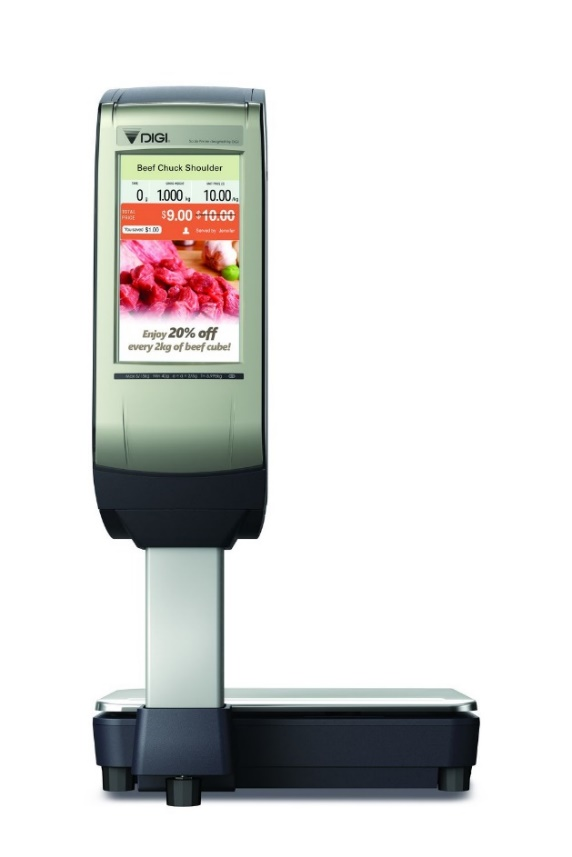 DIGI
Beef Chuck Shoulder
0 g 1.000 kg 10.00 /kg
TOTAL PRICE $9.00 $10.00
You saved $1.00 Served by Jennifer
Enjoy 20% off
every 2kg of beef cube!